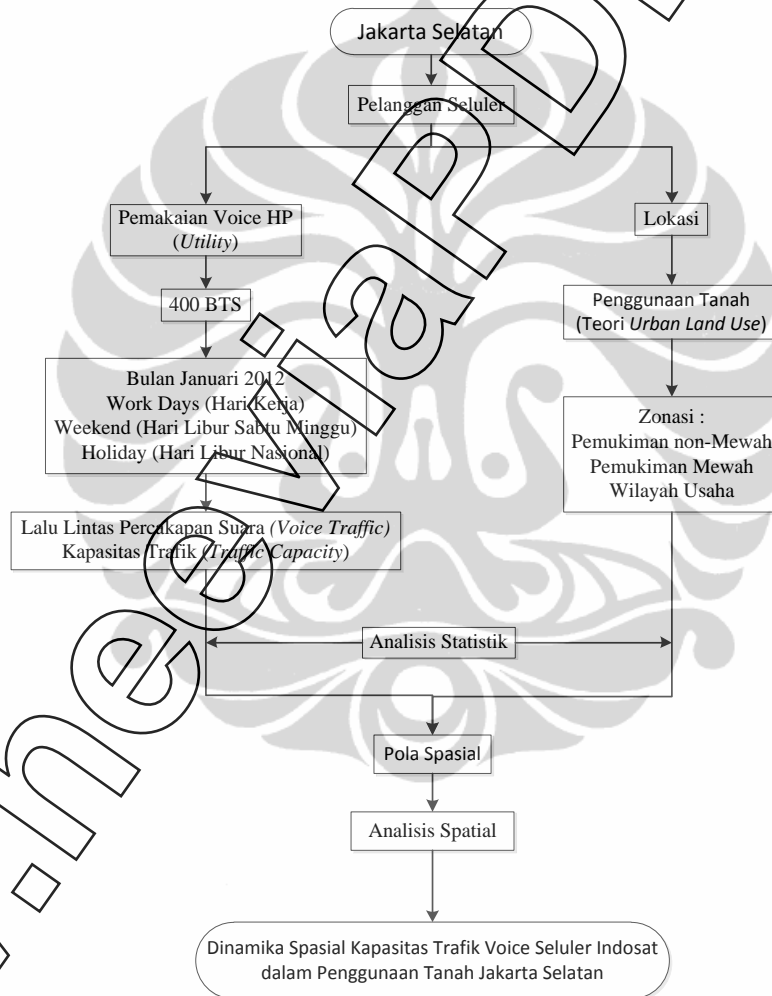 Jakarta Selatan
Pelanggan Seluler
Pemakaian Voice HP
(Utility)
Lokasi
400 BTS
Penggunaan Tanah
(Teori Urban Land Use)
Bulan Januari 2012
Work Days (Hari Kerja)
Weekend (Hari Libur Sabtu Minggu)
Holiday (Hari Libur Nasional)
Zonasi :
Pemukiman non-Mewah
Pemukiman Mewah
Wilayah Usaha
Lalu Lintas Percakapan Suara (Voice Traffic)
Kapasitas Trafik (Traffic Capacity)
Analisis Statistik
Pola Spasial
Analisis Spatial
Dinamika Spasial Kapasitas Trafik Voice Seluler Indosat
dalam Penggunaan Tanah Jakarta Selatan